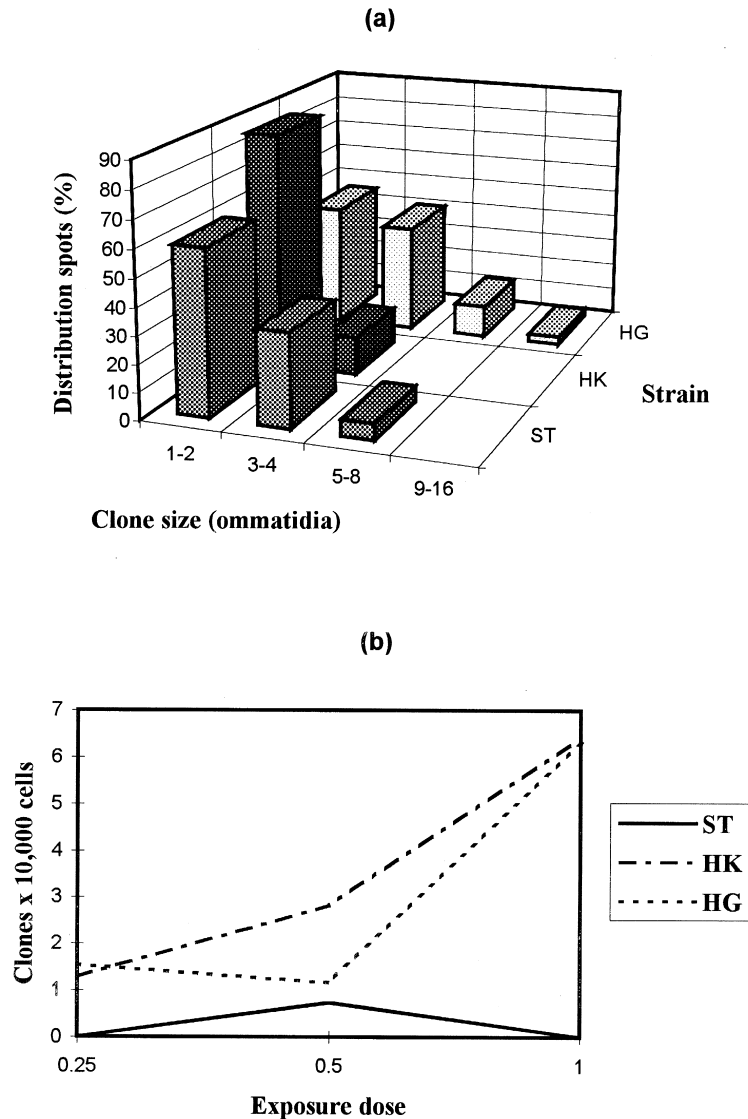 (a)
Distribution spots (%)
90
80
70
60
50
40
30
20
10
0
1-2
3-4
5-8
9-16
Clone size (ommatidia)
HG
HK
ST
Strain
(b)
Clones x 10,000 cells
7
6
5
4
3
2
1
0
0.25
0.5
1
Exposure dose
ST
HK
HG